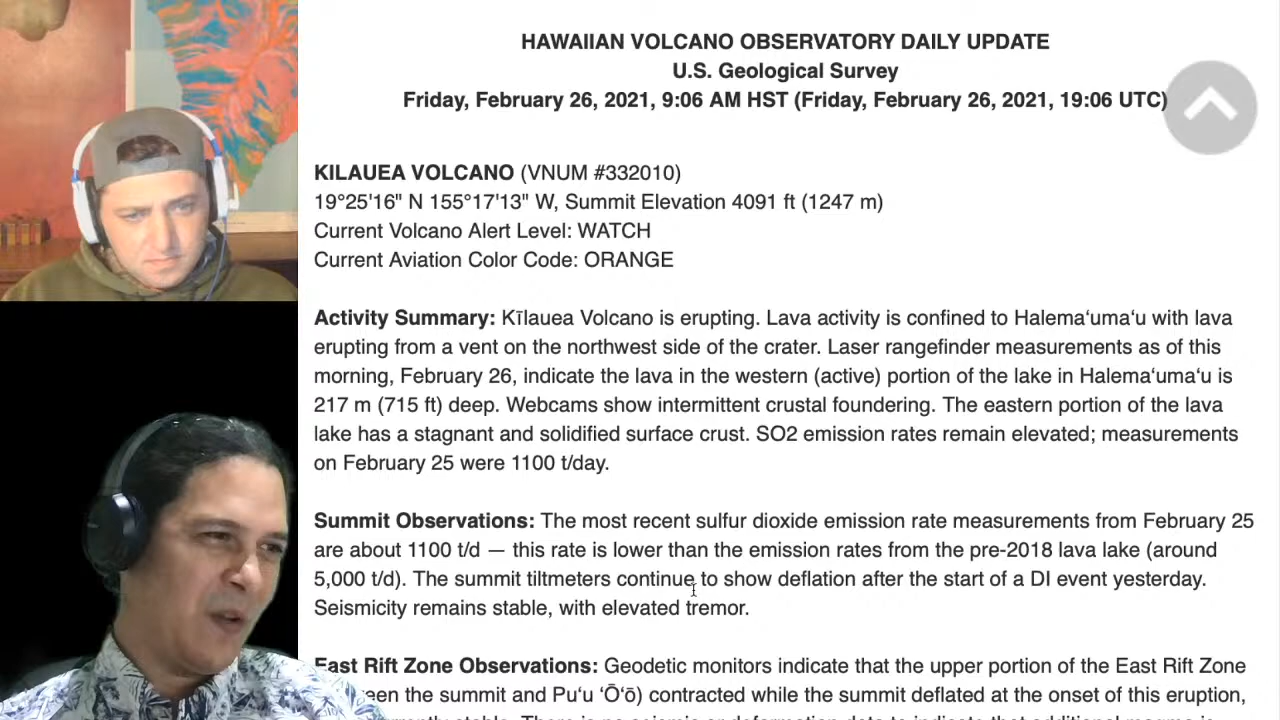 HAWAIIAN VOLCANO OBSERVATORY DAILY UPDATE
U.S. Geological Survey
Friday, February 26, 2021, 9:06 AM HST (Friday, February 26, 2021, 19:06 UTC)
KILAUEA VOLCANO (VNUM #332010)
19°25'16" N 155°17'13" W, Summit Elevation 4091 ft (1247 m)
Current Volcano Alert Level: WATCH
Current Aviation Color Code: ORANGE
Activity Summary: Kīlauea Volcano is erupting. Lava activity is confined to Halemaʻumaʻu with lava
erupting from a vent on the northwest side of the crater. Laser rangefinder measurements as of this
morning, February 26, indicate the lava in the western (active) portion of the lake in Halemaʻumaʻu is
217 m (715 ft) deep. Webcams show intermittent crustal foundering. The eastern portion of the lava
lake has a stagnant and solidified surface crust. SO2 emission rates remain elevated; measurements
on February 25 were 1100 t/day.
Summit Observations: The most recent sulfur dioxide emission rate measurements from February 25
are about 1100 t/d — this rate is lower than the emission rates from the pre-2018 lava lake (around
5,000 t/d). The summit tiltmeters continue to show deflation after the start of a DI event yesterday.
Seismicity remains stable, with elevated tremor.
East Rift Zone Observations: Geodetic monitors indicate that the upper portion of the East Rift Zone
the summit and Puʻu ʻŌʻō) contracted while the summit deflated at the onset of this eruption,